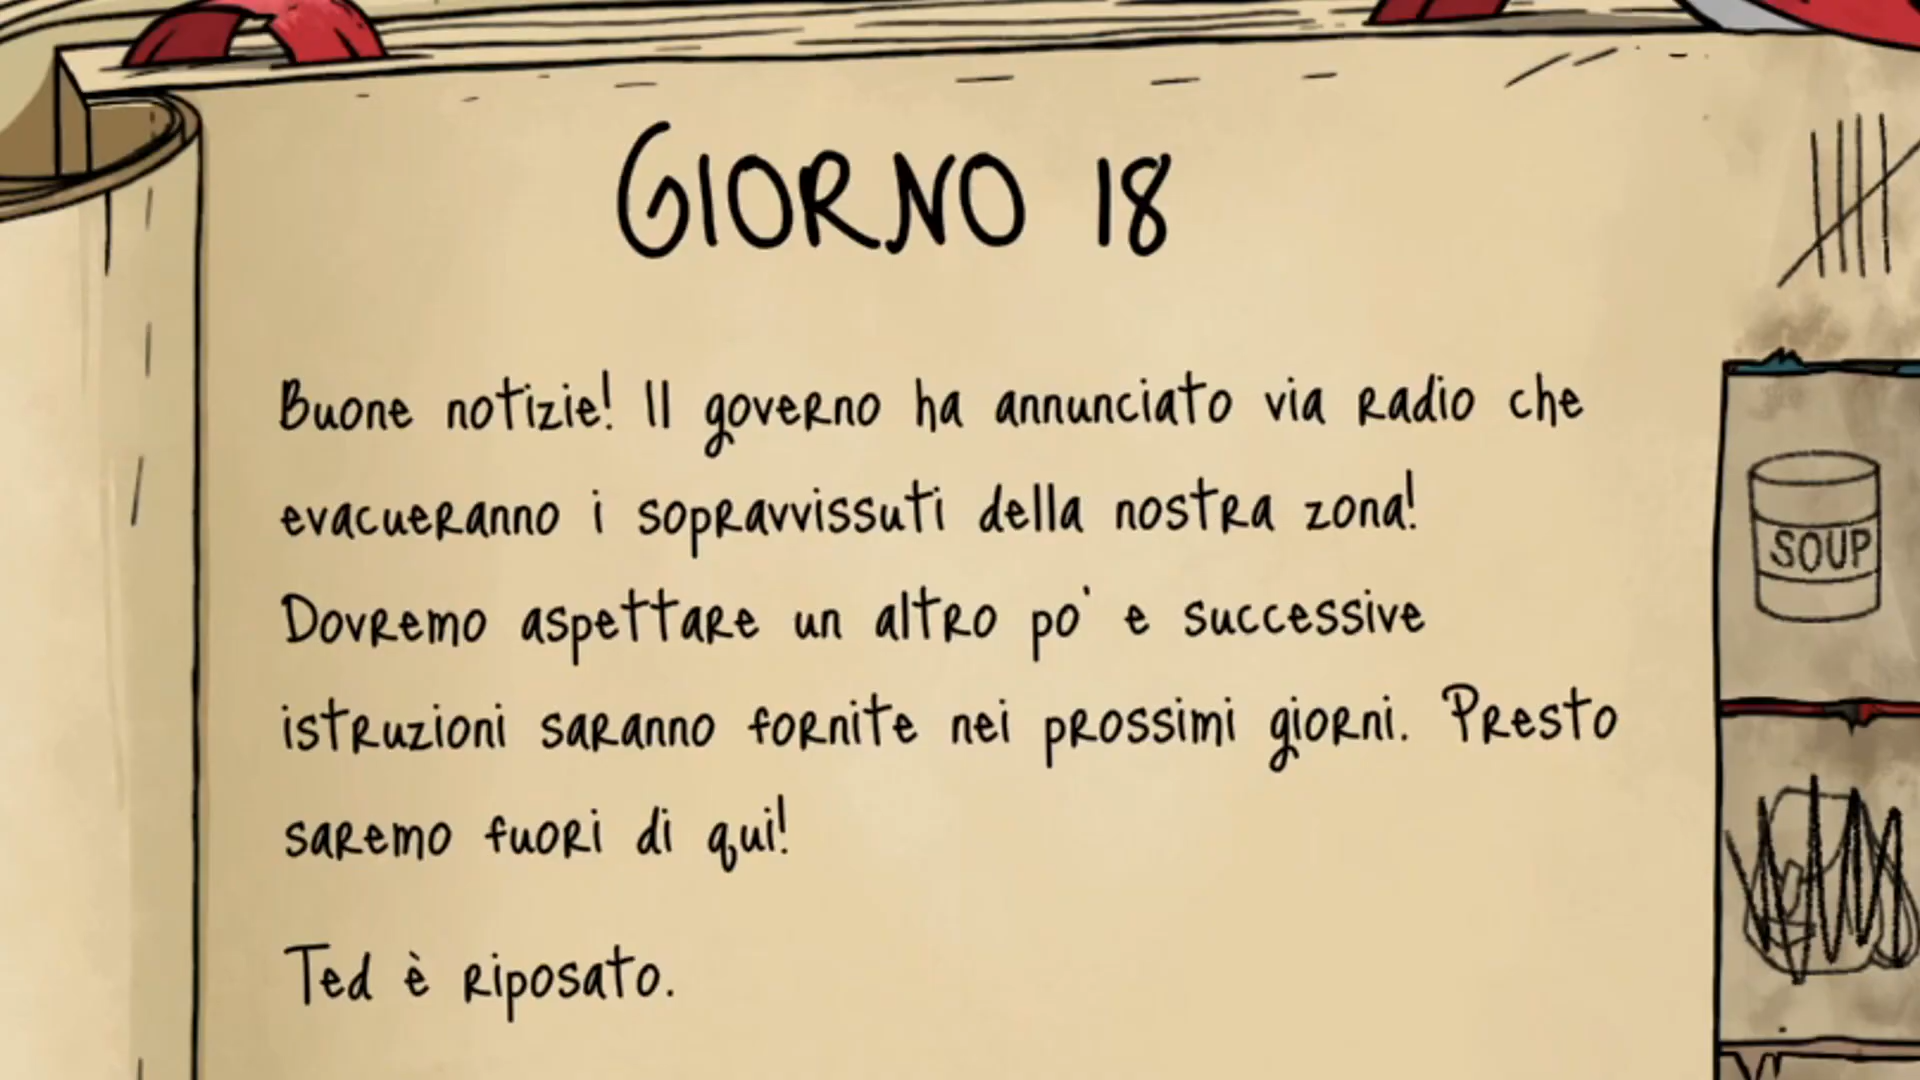 GIORNO 18
Buone notizie! Il governo ha annunciato via radio che
evacueranno i sopravvissuti della nostra zona!
Dovremo aspettare un altro po' e successive
istruzioni saranno fornite nei prossimi giorni. Presto
saremo fuori di qui!
Ted è riposato.
SOUP